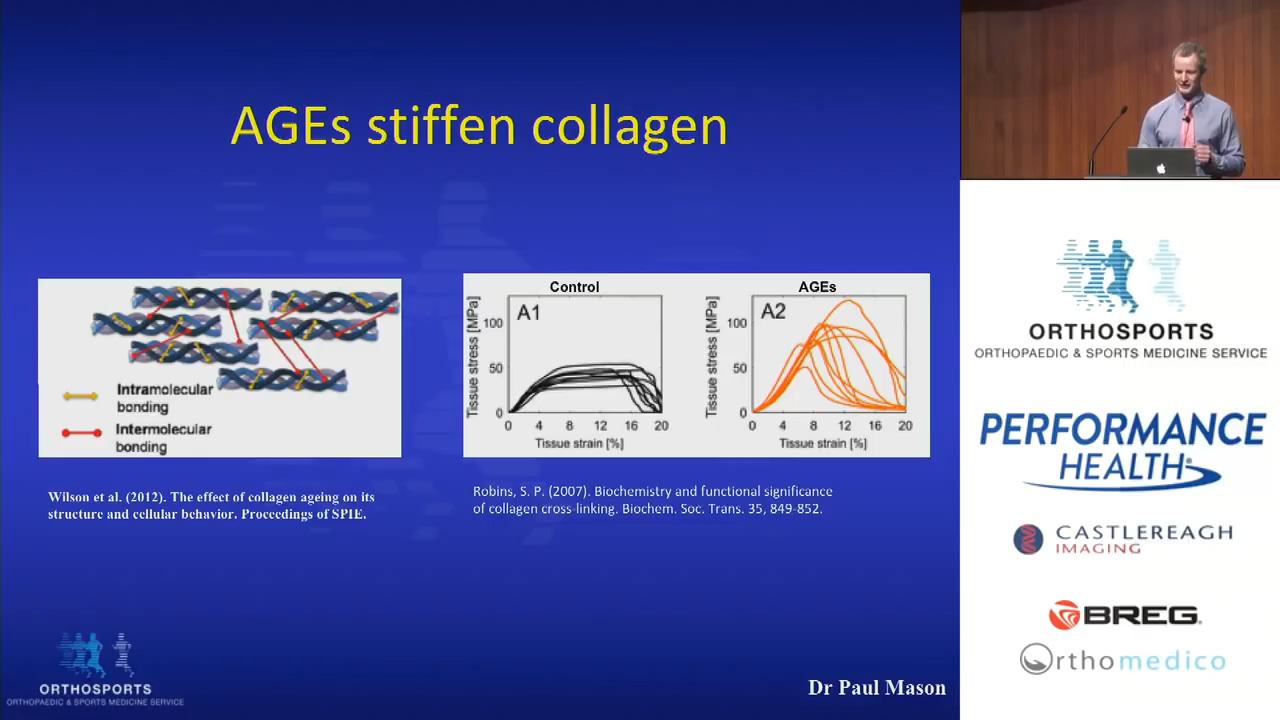 AGEs stiffen collagen
Intramolecular
bonding
Intermolecular
bonding
Control
A1
Tissue stress [MPa]
100
50
0
0 4 8 12 16 20
Tissue strain [%]
AGEs
A2
Tissue stress [MPa]
100
50
0
0 4 8 12 16 20
Tissue strain [%]
Wilson et al. (2012). The effect of collagen ageing on its
structure and cellular behavior. Proceedings of SPIE.
Robins, S. P. (2007). Biochemistry and functional significance
of collagen cross-linking. Biochem. Soc. Trans. 35, 849-852.
ORTHOSPORTS
ORTHOPAEDIC & SPORTS MEDICINE SERVICE
Dr Paul Mason
ORTHOSPORTS
ORTHOPAEDIC & SPORTS MEDICINE SERVICE
PERFORMANCE
HEALTH
CASTLEREAGH
IMAGING
BREG
Orthomedico